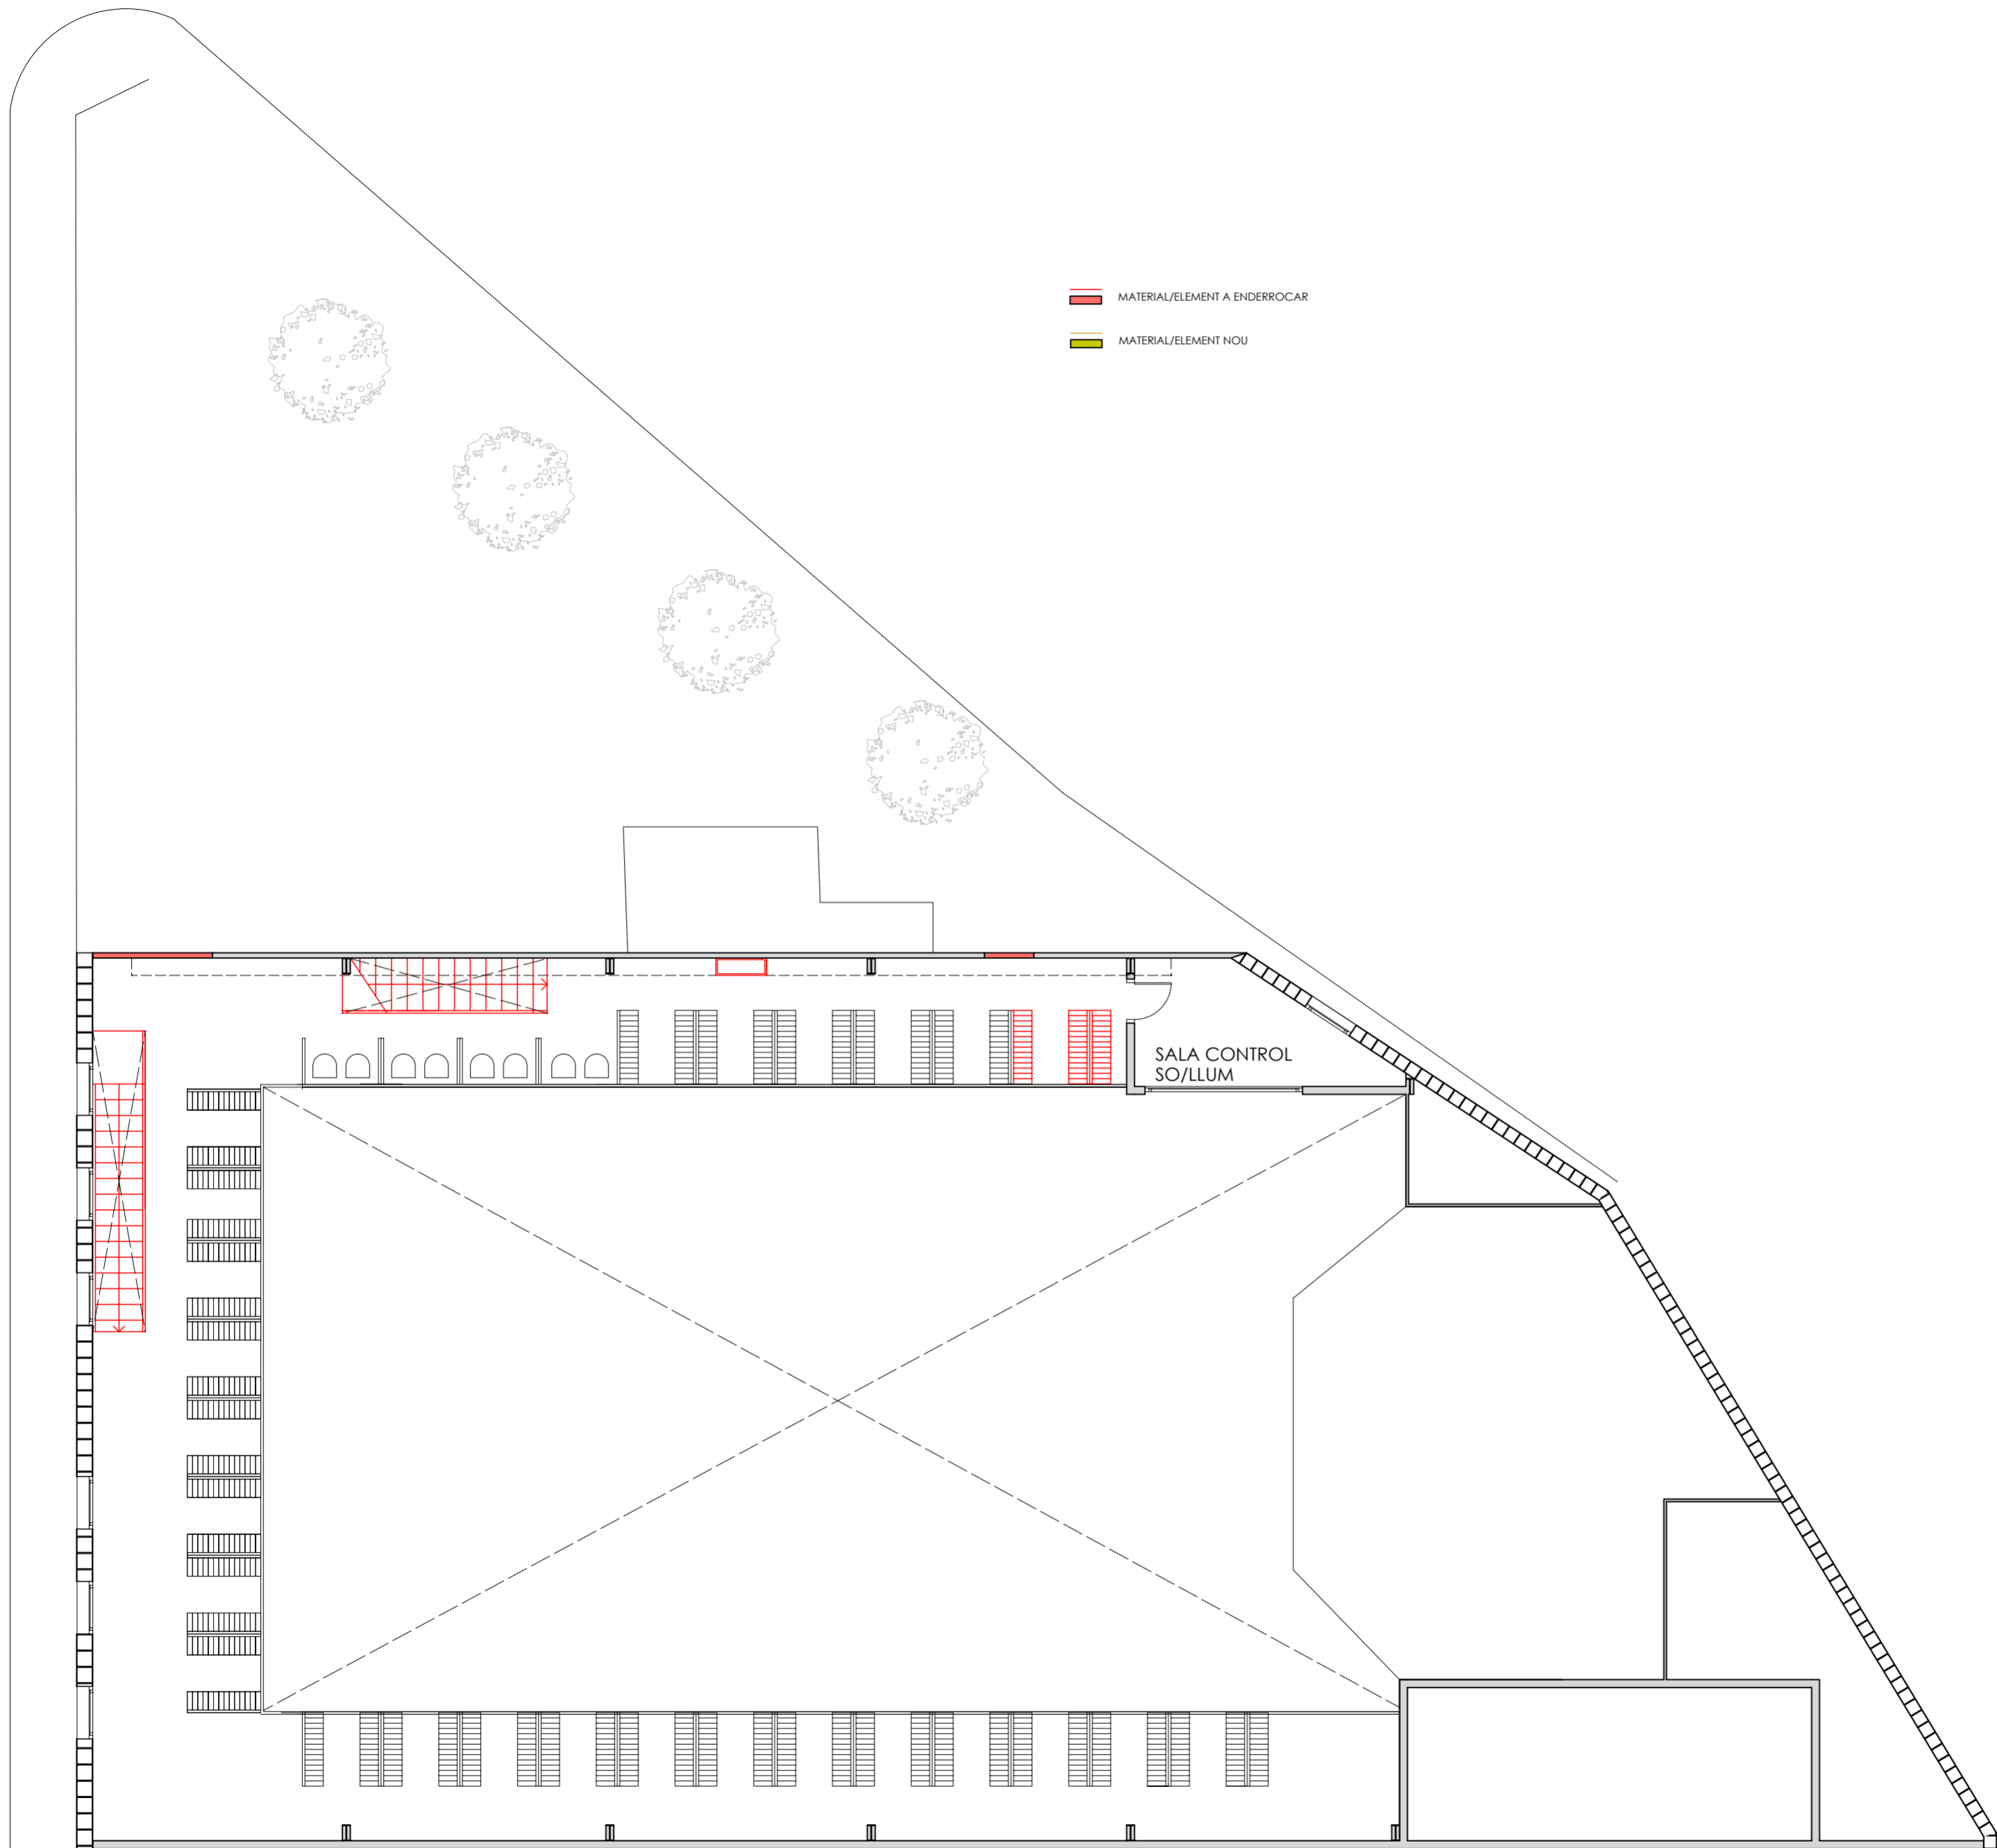 MATERIAL/ELEMENT A ENDERROCAR
MATERIAL/ELEMENT NOU
SALA CONTROL
SO/LLUM